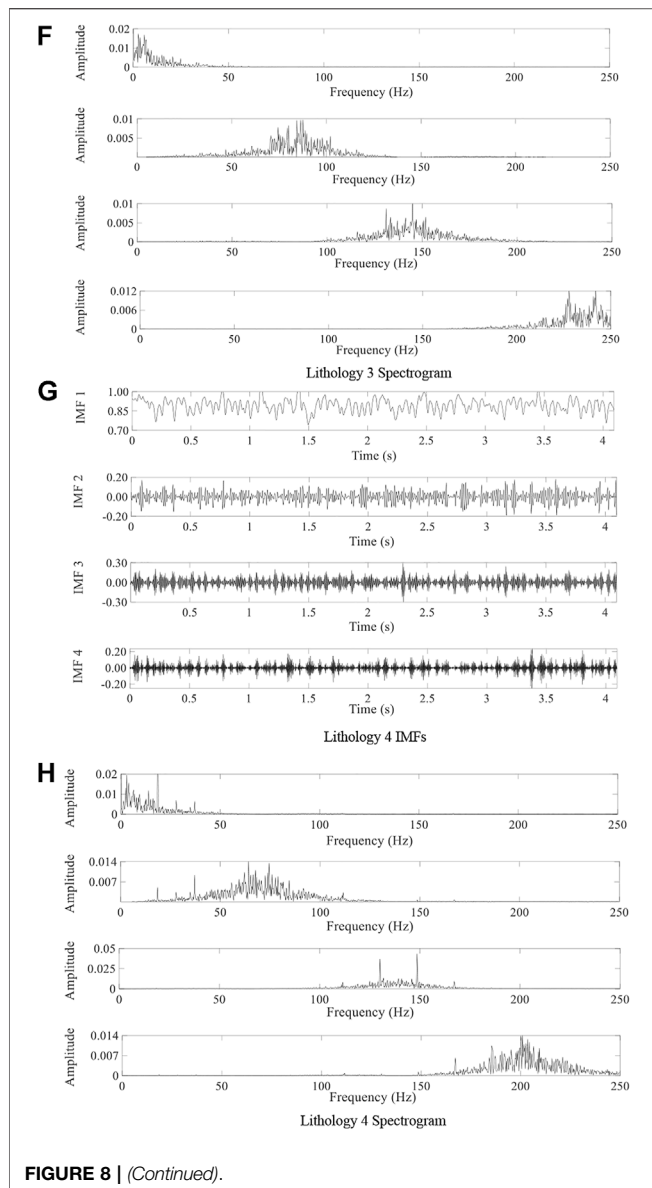 F
Amplitude
0.02
0.01
0
0 50 100 150 200 250
Frequency (Hz)
Amplitude
0.01
0.005
0 50 100 150 200 250
Frequency (Hz)
Amplitude
0.01
0.005
0
0 50 100 150 200 250
Frequency (Hz)
Amplitude
0.012
0.006
0
0 50 100 150 200 250
Frequency (Hz)
Lithology 3 Spectrogram
G
IMF 1
1.00
0.85
0.70
0 0.5 1 1.5 2 2.5 3 3.5 4
Time (s)
IMF 2
0.20
0.00
-0.20
0 0.5 1 1.5 2 2.5 3 3.5 4
Time (s)
IMF 3
0.30
0.00
-0.30
0.5 1 1.5 2 2.5 3 3.5 4
Time (s)
IMF 4
0.20
0.00
-0.20
0 0.5 1 1.5 2 2.5 3 3.5 4
Time (s)
Lithology 4 IMFs
H
Amplitude
0.02
0.01
0
0 50 100 150 200 250
Frequency (Hz)
Amplitude
0.014
0.007
0 50 100 150 200 250
Frequency (Hz)
Amplitude
0.05
0.025
0
0 50 100 150 200 250
Frequency (Hz)
Amplitude
0.014
0.007
0
0 50 100 150 200 250
Frequency (Hz)
Lithology 4 Spectrogram
FIGURE 8 | (Continued).